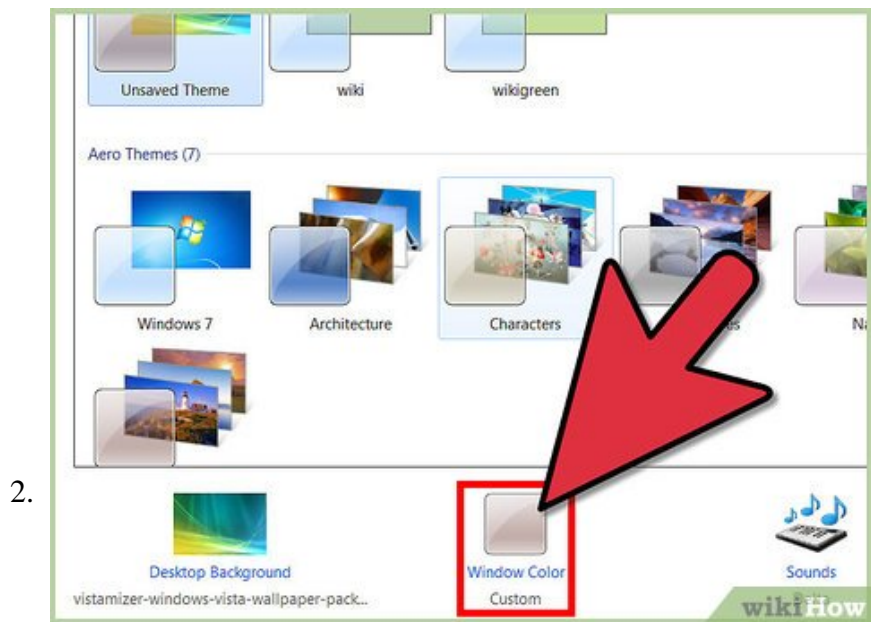 Unsaved Theme wiki wikigreen
Aero Themes (7)
Windows 7 Architecture Characters
2.
Desktop Background Window Color Sounds
vistamizer-windows-vista-wallpaper-pack... Custom
wikiHow